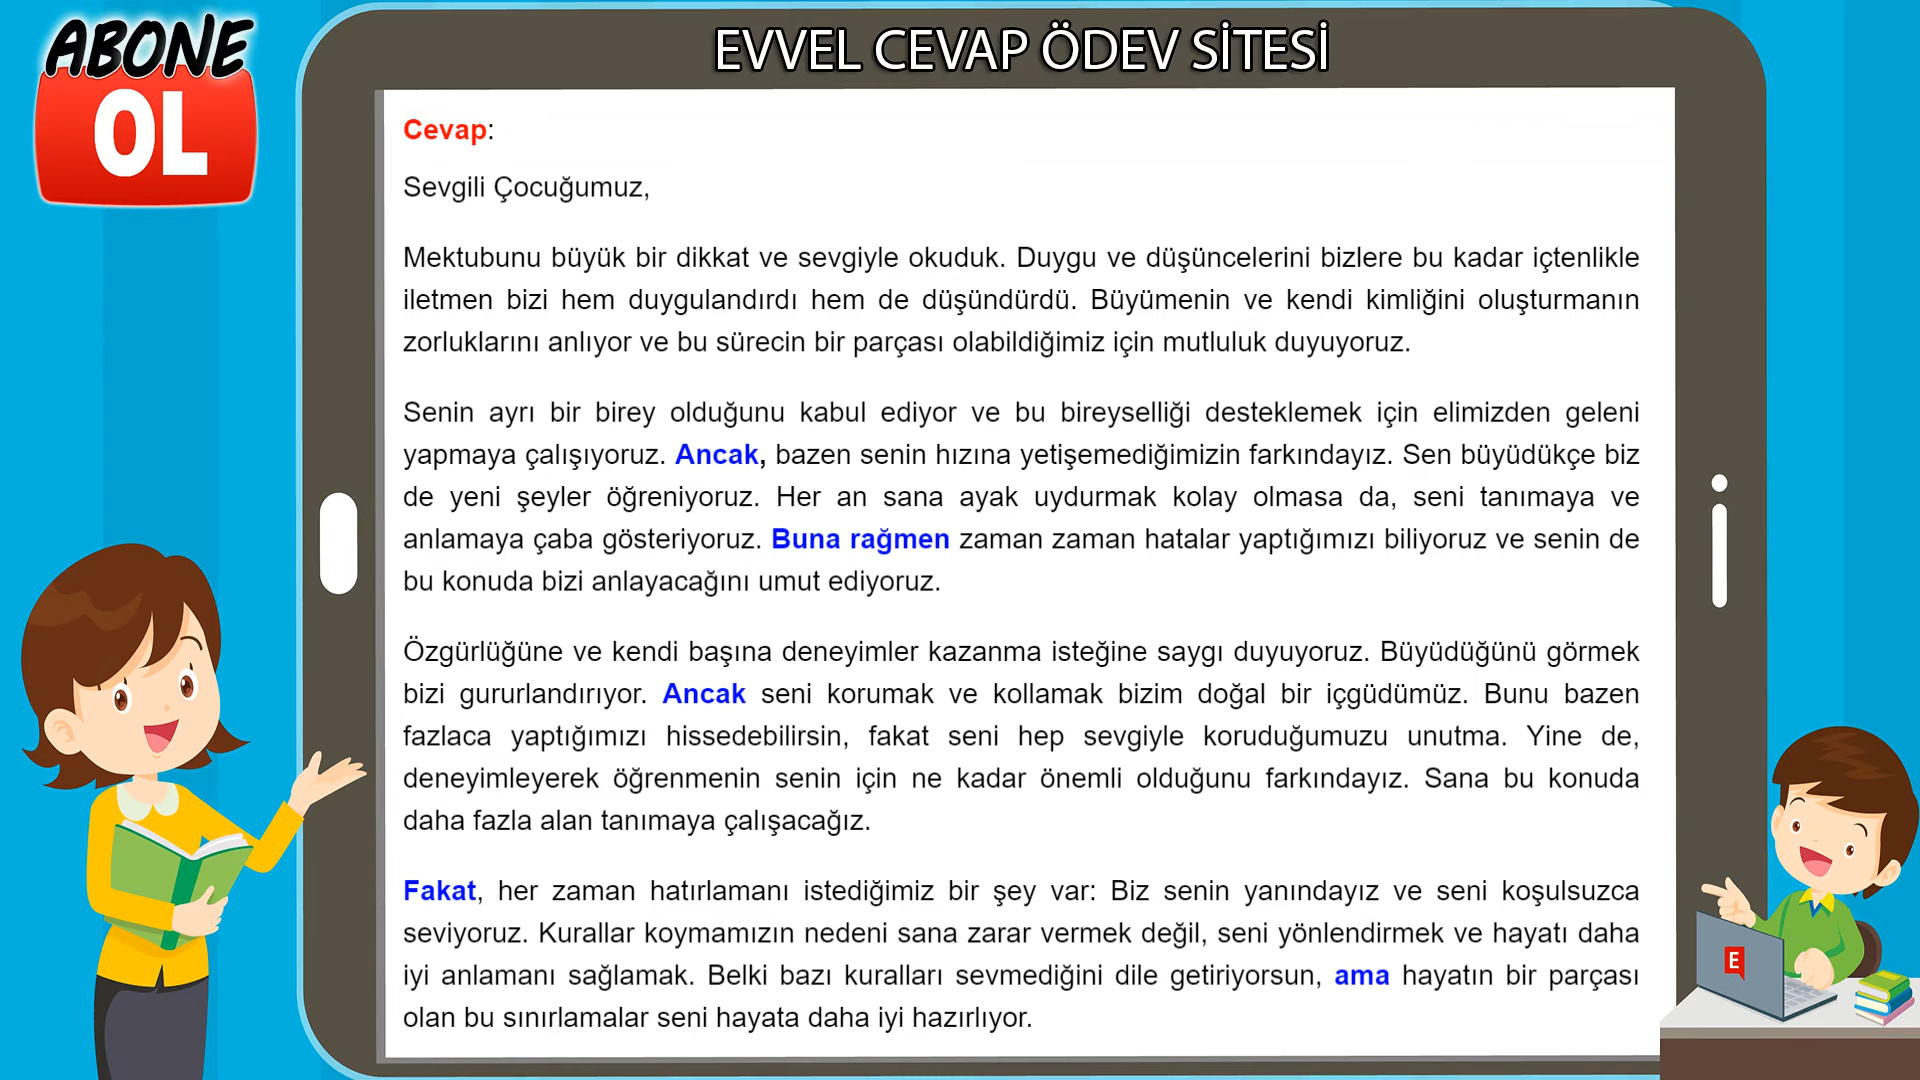 ABONE
OL
EVVEL CEVAP ÖDEV SİTESİ
Cevap:
Sevgili Çocuğumuz,
Mektubunu büyük bir dikkat ve sevgiyle okuduk. Duygu ve düşüncelerini bizlere bu kadar içtenlikle
iletmen bizi hem duygulandırdı hem de düşündürdü. Büyümenin ve kendi kimliğini oluşturmanın
zorluklarını anlıyor ve bu sürecin bir parçası olabildiğimiz için mutluluk duyuyoruz.
Senin ayrı bir birey olduğunu kabul ediyor ve bu bireyselliği desteklemek için elimizden geleni
yapmaya çalışıyoruz. Ancak, bazen senin hızına yetişemediğimizin farkındayız. Sen büyüdükçe biz
de yeni şeyler öğreniyoruz. Her an sana ayak uydurmak kolay olmasa da, seni tanımaya ve
anlamaya çaba gösteriyoruz. Buna rağmen zaman zaman hatalar yaptığımızı biliyoruz ve senin de
bu konuda bizi anlayacağını umut ediyoruz.
Özgürlüğüne ve kendi başına deneyimler kazanma isteğine saygı duyuyoruz. Büyüdüğünü görmek
bizi gururlandırıyor. Ancak seni korumak ve kollamak bizim doğal bir içgüdümüz. Bunu bazen
fazlaca yaptığımızı hissedebilirsin, fakat seni hep sevgiyle koruduğumuzu unutma. Yine de,
deneyimleyerek öğrenmenin senin için ne kadar önemli olduğunu farkındayız. Sana bu konuda
daha fazla alan tanımaya çalışacağız.
Fakat, her zaman hatırlamanı istediğimiz bir şey var: Biz senin yanındayız ve seni koşulsuzca
seviyoruz. Kurallar koymamızın nedeni sana zarar vermek değil, seni yönlendirmek ve hayatı daha
iyi anlamanı sağlamak. Belki bazı kuralları sevmediğini dile getiriyorsun, ama hayatın bir parçası
olan bu sınırlamalar seni hayata daha iyi hazırlıyor.
E